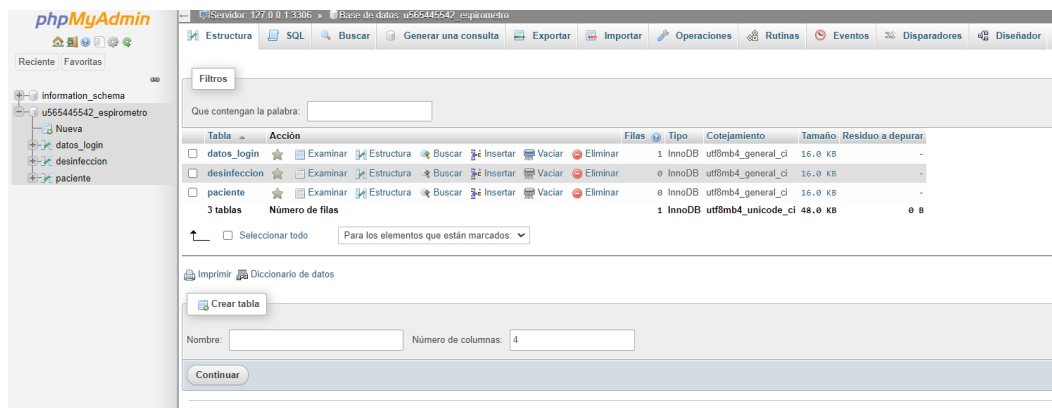 phpMyAdmin
Reciente Favoritas
information_schema
u565445542_espirometro
Nueva
datos_login
desinfeccion
paciente
Servidor: 127.0.0.1:3306 » Base de datos: u565445542_espirometro
Estructura SQL Buscar Generar una consulta Exportar Importar Operaciones Rutinas Eventos Disparadores Diseñador
Filtros
Que contengan la palabra:
Tabla Acción Filas Tipo Cotejamiento Tamaño Residuo a depurar
datos_login Examinar Estructura Buscar Insertar Vaciar Eliminar 1 InnoDB utf8mb4_general_ci 16.0 KB -
desinfeccion Examinar Estructura Buscar Insertar Vaciar Eliminar 0 InnoDB utf8mb4_general_ci 16.0 KB -
paciente Examinar Estructura Buscar Insertar Vaciar Eliminar 0 InnoDB utf8mb4_general_ci 16.0 KB -
3 tablas Número de filas 1 InnoDB utf8mb4_unicode_ci 48.0 KB 0 B
Seleccionar todo Para los elementos que están marcados:
Imprimir Diccionario de datos
Crear tabla
Nombre: Número de columnas: 4
Continuar